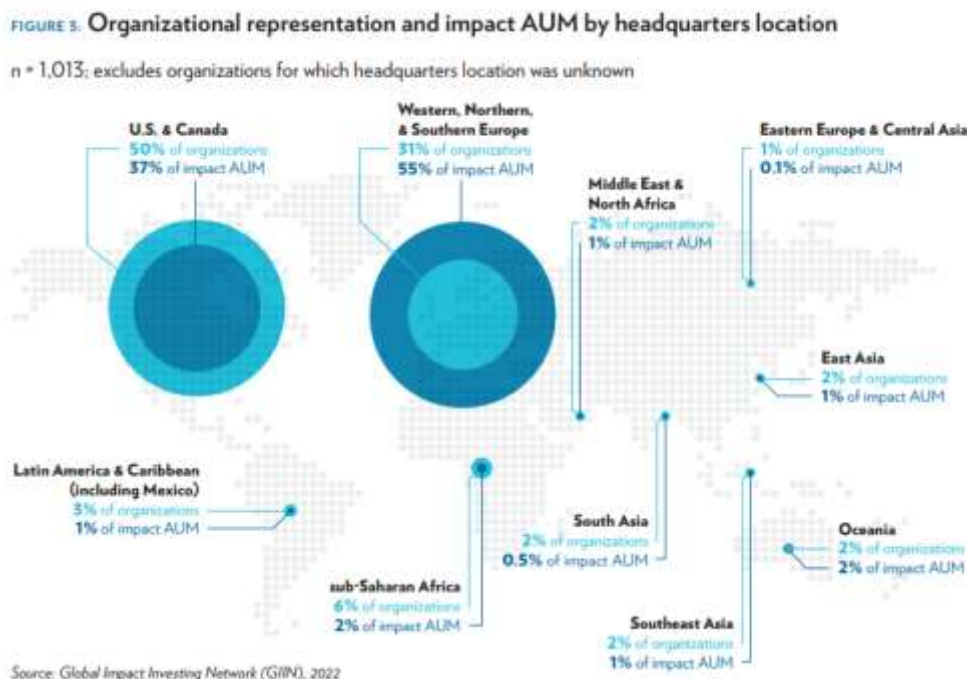 FIGURE 3. Organizational representation and impact AUM by headquarters location
n = 1,013; excludes organizations for which headquarters location was unknown
U.S. & Canada
50% of organizations
37% of impact AUM
Western, Northern,
& Southern Europe
31% of organizations
55% of impact AUM
Middle East &
North Africa
2% of organizations
1% of impact AUM
Eastern Europe & Central Asia
1% of organizations
0.1% of impact AUM
East Asia
2% of organizations
1% of impact AUM
Latin America & Caribbean
(including Mexico)
3% of organizations
1% of impact AUM
sub-Saharan Africa
6% of organizations
2% of impact AUM
South Asia
2% of organizations
0.5% of impact AUM
Oceania
2% of organizations
2% of impact AUM
Southeast Asia
2% of organizations
1% of impact AUM
Source: Global Impact Investing Network (GIIN), 2022